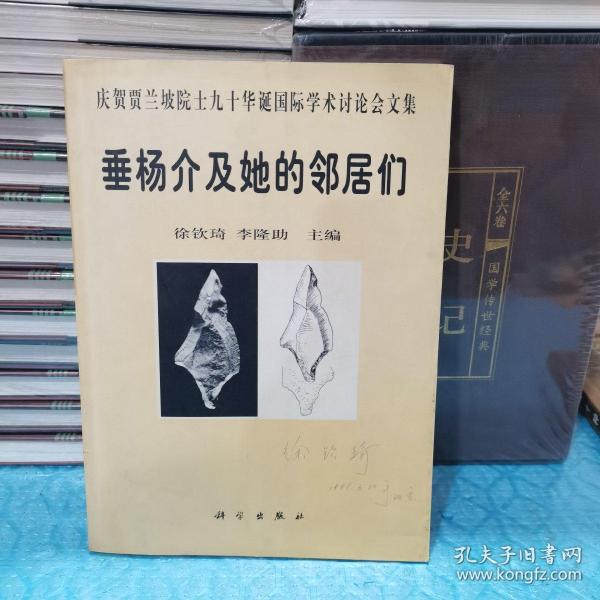 庆贺贾兰坡院士九十华诞国际学术讨论会文集
垂杨介及她的邻居们
徐钦琦 李隆助 主编
徐钦琦
科学出版社
全六卷
史记
国学传世经典
孔夫子旧书网
www.kongfz.com